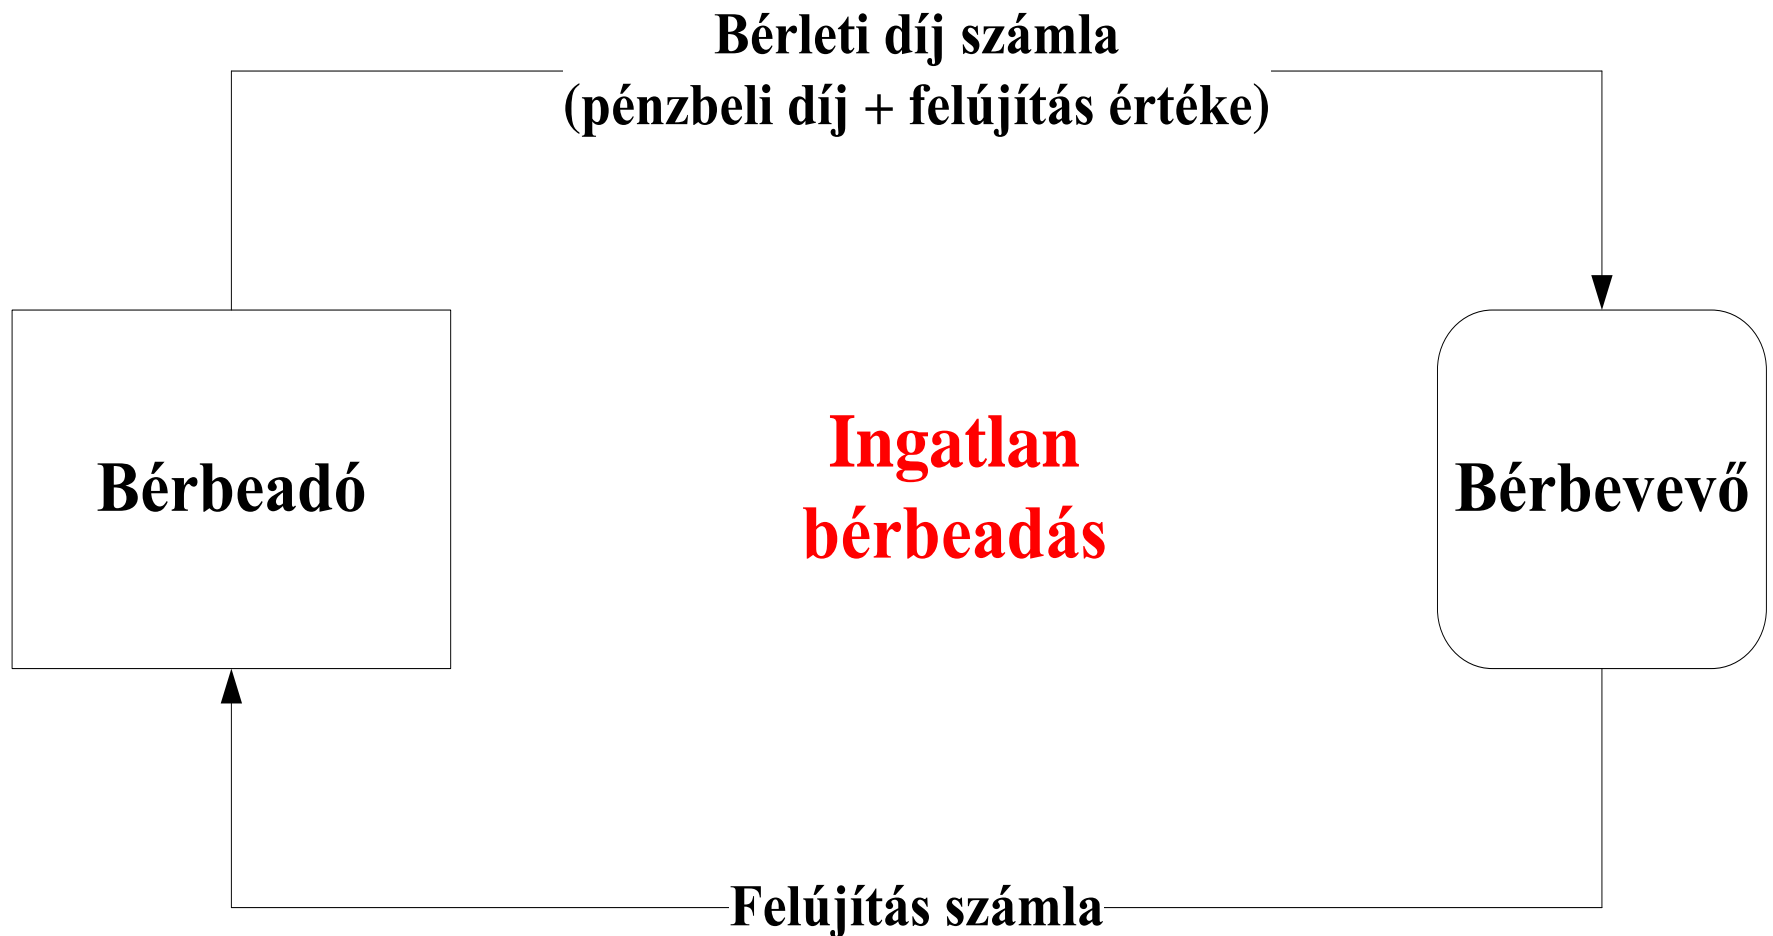 Bérleti díj számla
(pénzbeli díj + felújítás értéke)
Bérbeadó
Ingatlan
bérbeadás
Bérbevevő
Felújítás számla